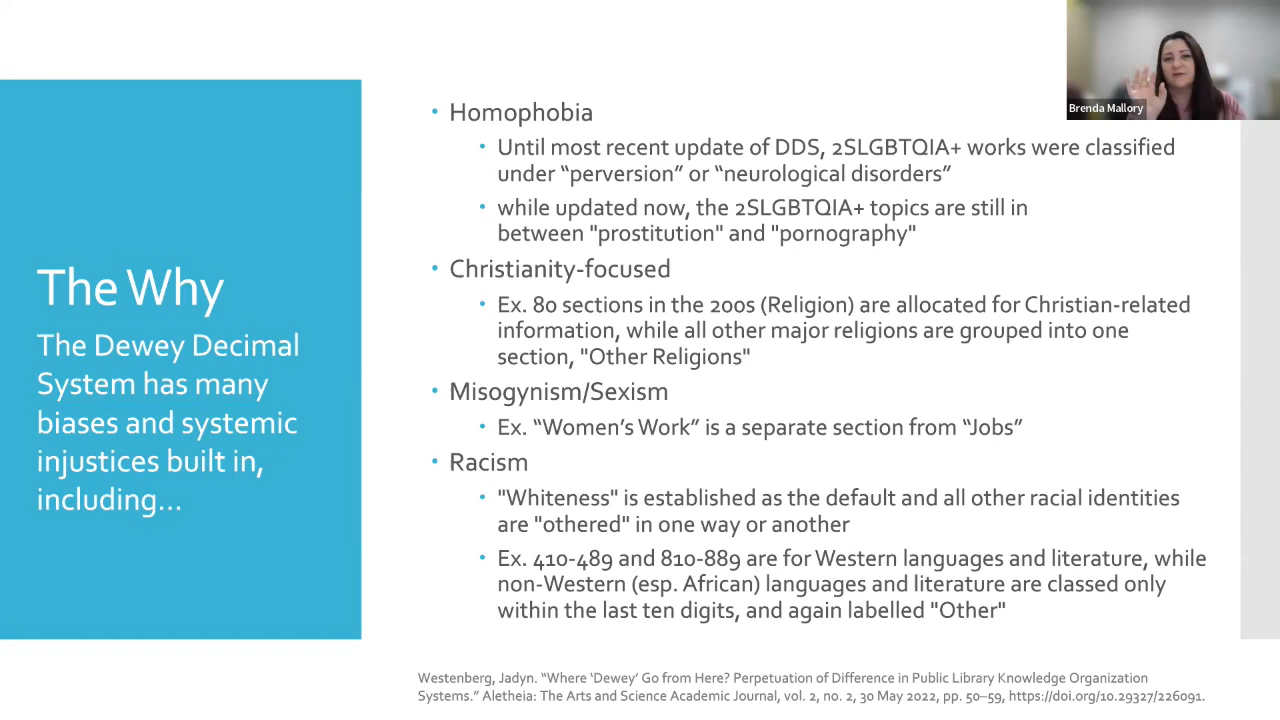 Brenda Mallory
The Why
The Dewey Decimal
System has many
biases and systemic
injustices built in,
including...
• Homophobia
• Until most recent update of DDS, 2SLGBTQIA+ works were classified
under “perversion” or “neurological disorders”
• while updated now, the 2SLGBTQIA+ topics are still in
between "prostitution" and "pornography"
• Christianity-focused
• Ex. 80 sections in the 200s (Religion) are allocated for Christian-related
information, while all other major religions are grouped into one
section, "Other Religions"
• Misogynism/Sexism
• Ex. “Women’s Work” is a separate section from “Jobs”
• Racism
• "Whiteness" is established as the default and all other racial identities
are "othered" in one way or another
• Ex. 410-489 and 810-889 are for Western languages and literature, while
non-Western (esp. African) languages and literature are classed only
within the last ten digits, and again labelled "Other"
Westenberg, Jadyn. “Where ‘Dewey’ Go from Here? Perpetuation of Difference in Public Library Knowledge Organization
Systems.” Aletheia: The Arts and Science Academic Journal, vol. 2, no. 2, 30 May 2022, pp. 50–59, https://doi.org/10.29327/226091.